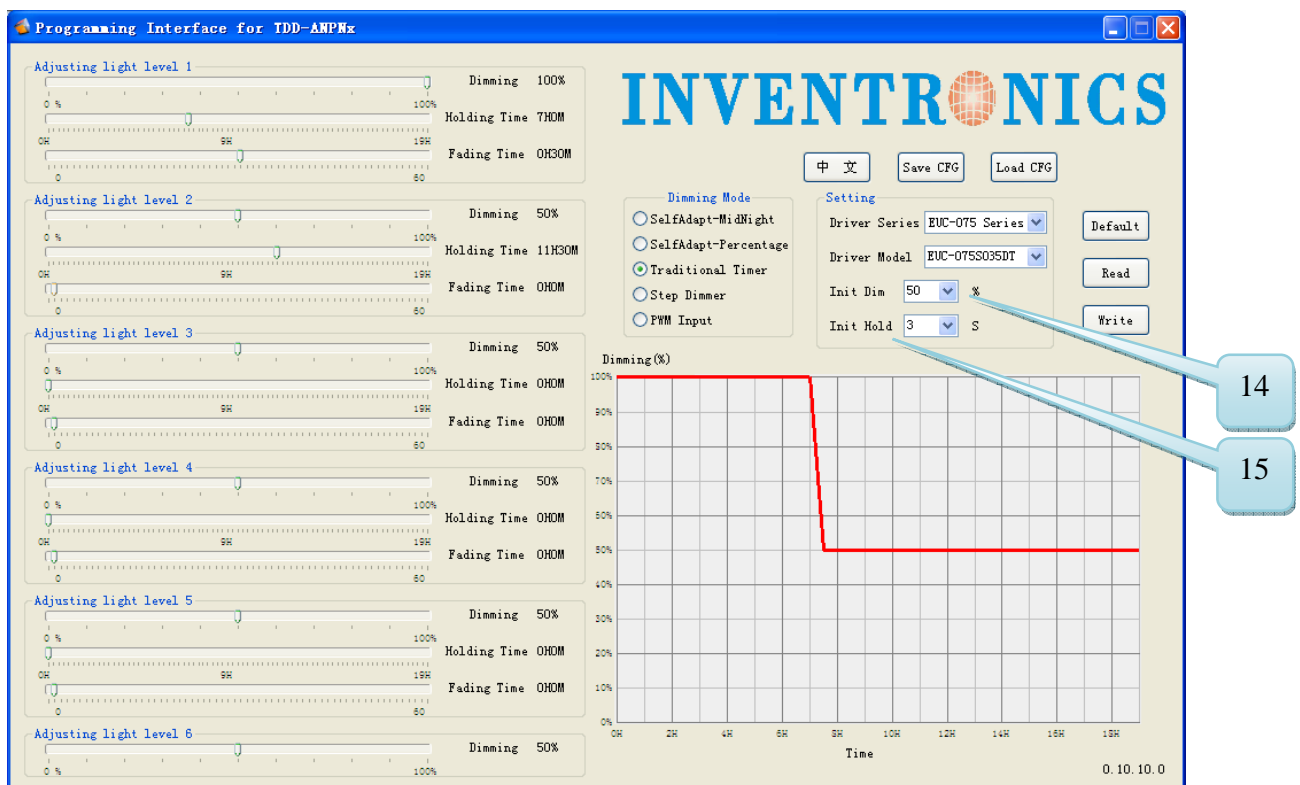 Programming Interface for TDD-ANPNx
Adjusting light level 1
Dimming 100%
0 % 100%
Holding Time 7H0M
0H 9H 19H
Fading Time 0H30M
0 60
Adjusting light level 2
Dimming 50%
0 % 100%
Holding Time 11H30M
0H 9H 19H
Fading Time 0H0M
0 60
Adjusting light level 3
Dimming 50%
0 % 100%
Holding Time 0H0M
0H 9H 19H
Fading Time 0H0M
0 60
Adjusting light level 4
Dimming 50%
0 % 100%
Holding Time 0H0M
0H 9H 19H
Fading Time 0H0M
0 60
Adjusting light level 5
Dimming 50%
0 % 100%
Holding Time 0H0M
0H 9H 19H
Fading Time 0H0M
0 60
Adjusting light level 6
Dimming 50%
0 % 100%
INVENTRONICS
中 文 Save CFG Load CFG
Dimming Mode
SelfAdapt-MidNight
SelfAdapt-Percentage
Traditional Timer
Step Dimmer
PWM Input
Setting
Driver Series EUC-075 Series
Driver Model EUC-075S035DT
Init Dim 50 %
Init Hold 3 S
Default
Read
Write
14
15
Dimming(%)
100%
90%
80%
70%
60%
50%
40%
30%
20%
10%
0%
0H 2H 4H 6H 8H 10H 12H 14H 16H 18H
Time
0.10.10.0